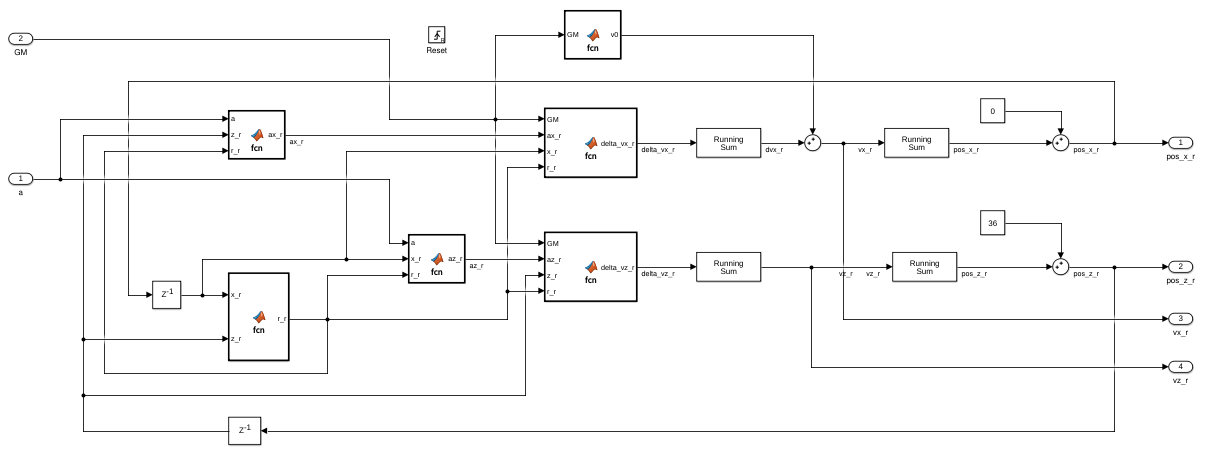 2
GM
Reset
GM
v0
fcn
a
z_r
r_r
ax_r
fcn
ax_r
GM
ax_r
x_r
r_r
delta_vx_r
fcn
delta_vx_r
Running
Sum
dvx_r
vx_r
Running
Sum
pos_x_r
0
pos_x_r
1
pos_x_r
1
a
a
x_r
r_r
az_r
fcn
az_r
GM
az_r
z_r
r_r
delta_vz_r
fcn
delta_vz_r
Running
Sum
vz_r
vz_r
Running
Sum
pos_z_r
36
pos_z_r
2
pos_z_r
Z-1
x_r
z_r
r_r
fcn
3
vx_r
4
vz_r
Z-1